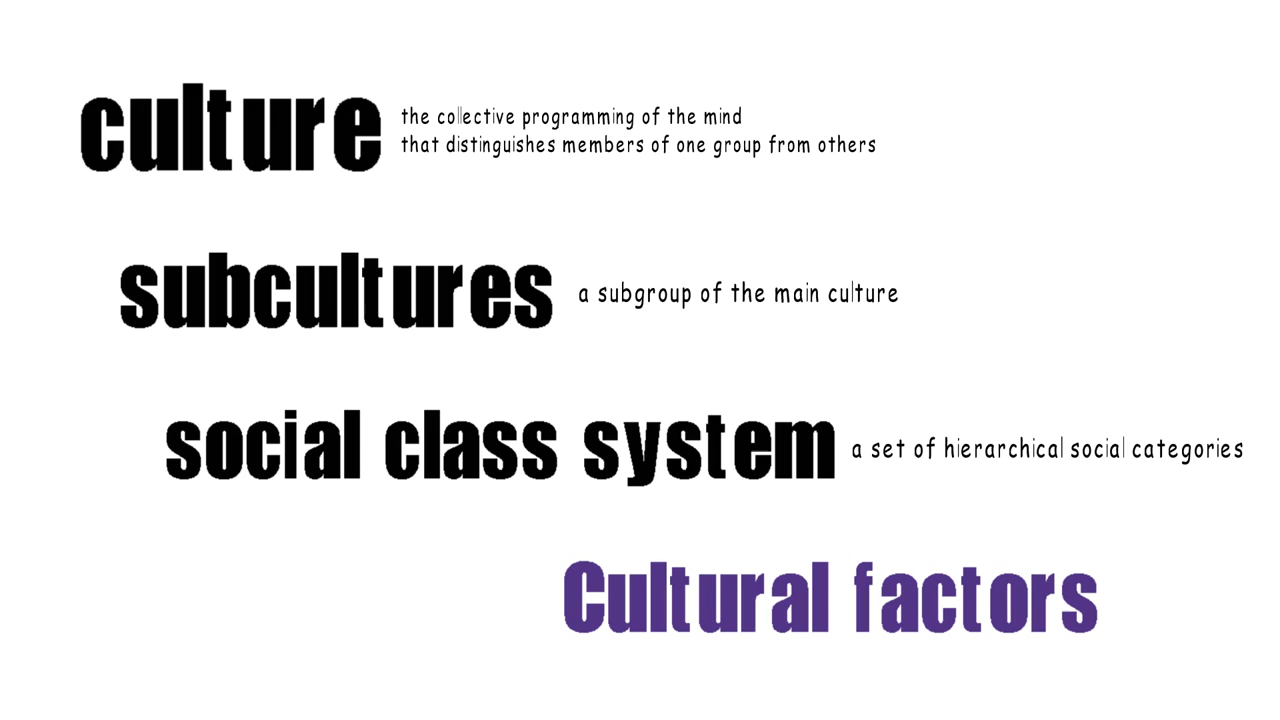 culture
the collective programming of the mind
that distinguishes members of one group from others
subcultures
a subgroup of the main culture
social class system
a set of hierarchical social categories
Cultural factors